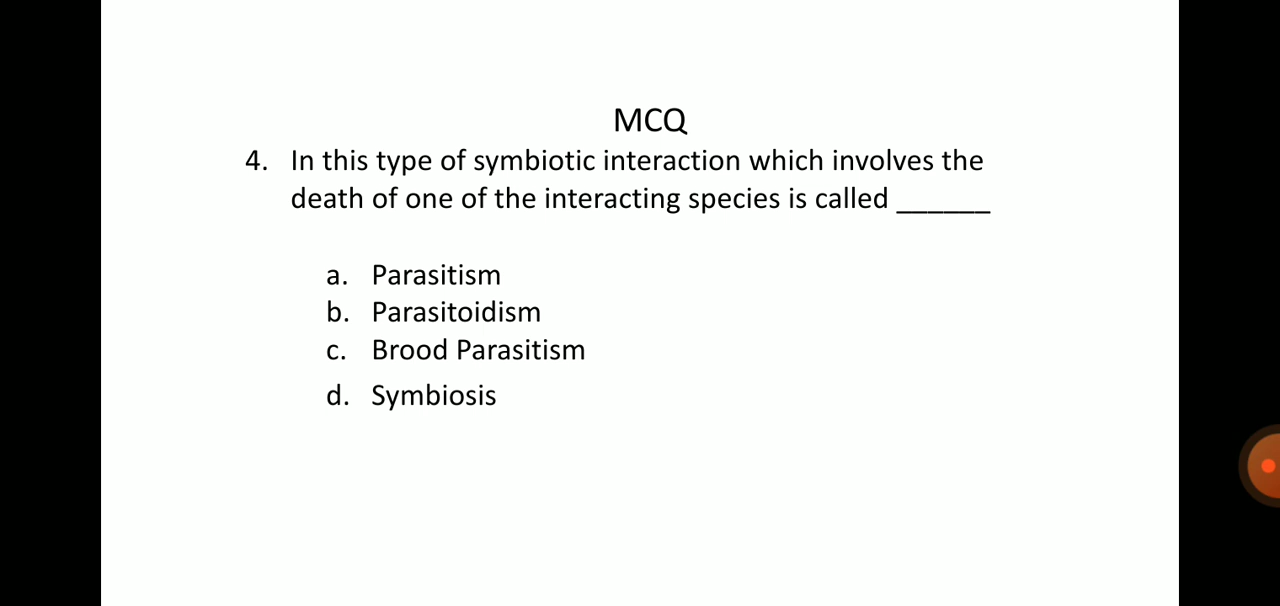 MCQ
4. In this type of symbiotic interaction which involves the
death of one of the interacting species is called ______
a. Parasitism
b. Parasitoidism
c. Brood Parasitism
d. Symbiosis